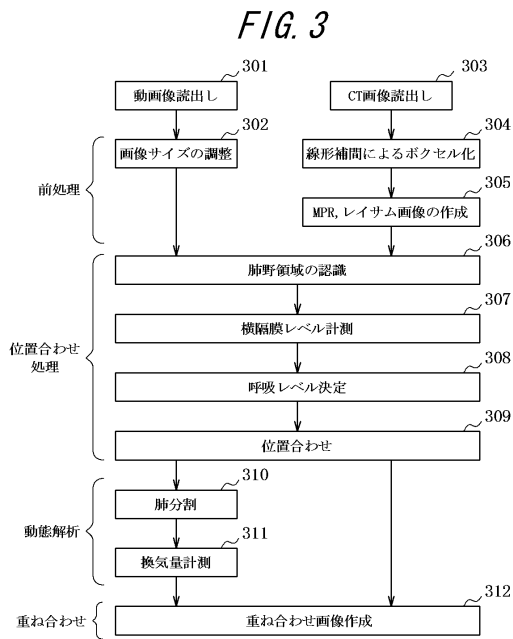 FIG. 3
301
動画像読出し
303
CT画像読出し
302
画像サイズの調整
304
線形補間によるボクセル化
前処理
305
MPR,レイサム画像の作成
306
肺野領域の認識
307
横隔膜レベル計測
位置合わせ
処理
308
呼吸レベル決定
309
位置合わせ
310
肺分割
動態解析
311
換気量計測
312
重ね合わせ
重ね合わせ画像作成